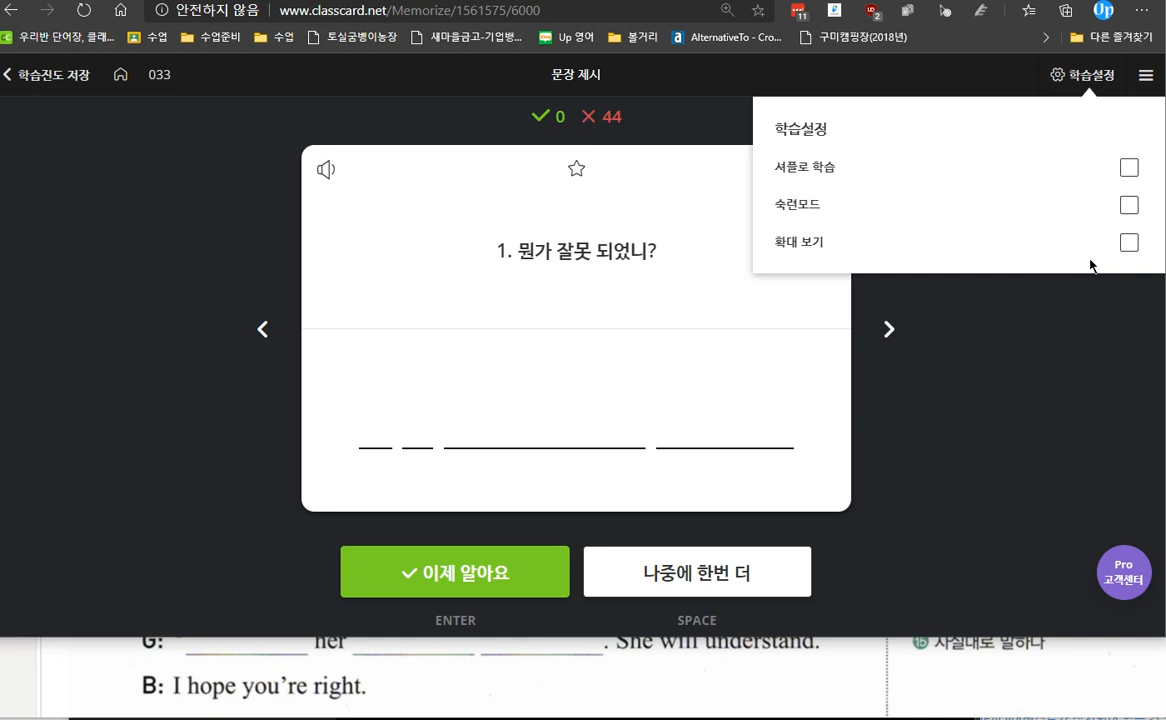 안전하지 않음 | www.classcard.net/Memorize/1561575/6000
11
2
우리반 단어장, 클래... 수업 수업준비 수업 토실굼벵이농장 새마을금고-기업뱅... Up 영어 볼거리 AlternativeTo - Cro... 구미캠핑장(2018년) 다른 즐겨찾기
학습진도 저장 033 문장 제시 학습설정
0 44
학습설정
셔플로 학습
숙련모드
확대 보기
1. 뭔가 잘못 되었니?
이제 알아요 나중에 한번 더
ENTER SPACE
Pro
고객센터
G: her . She will understand. 15 사실대로 말하다
B: I hope you're right.